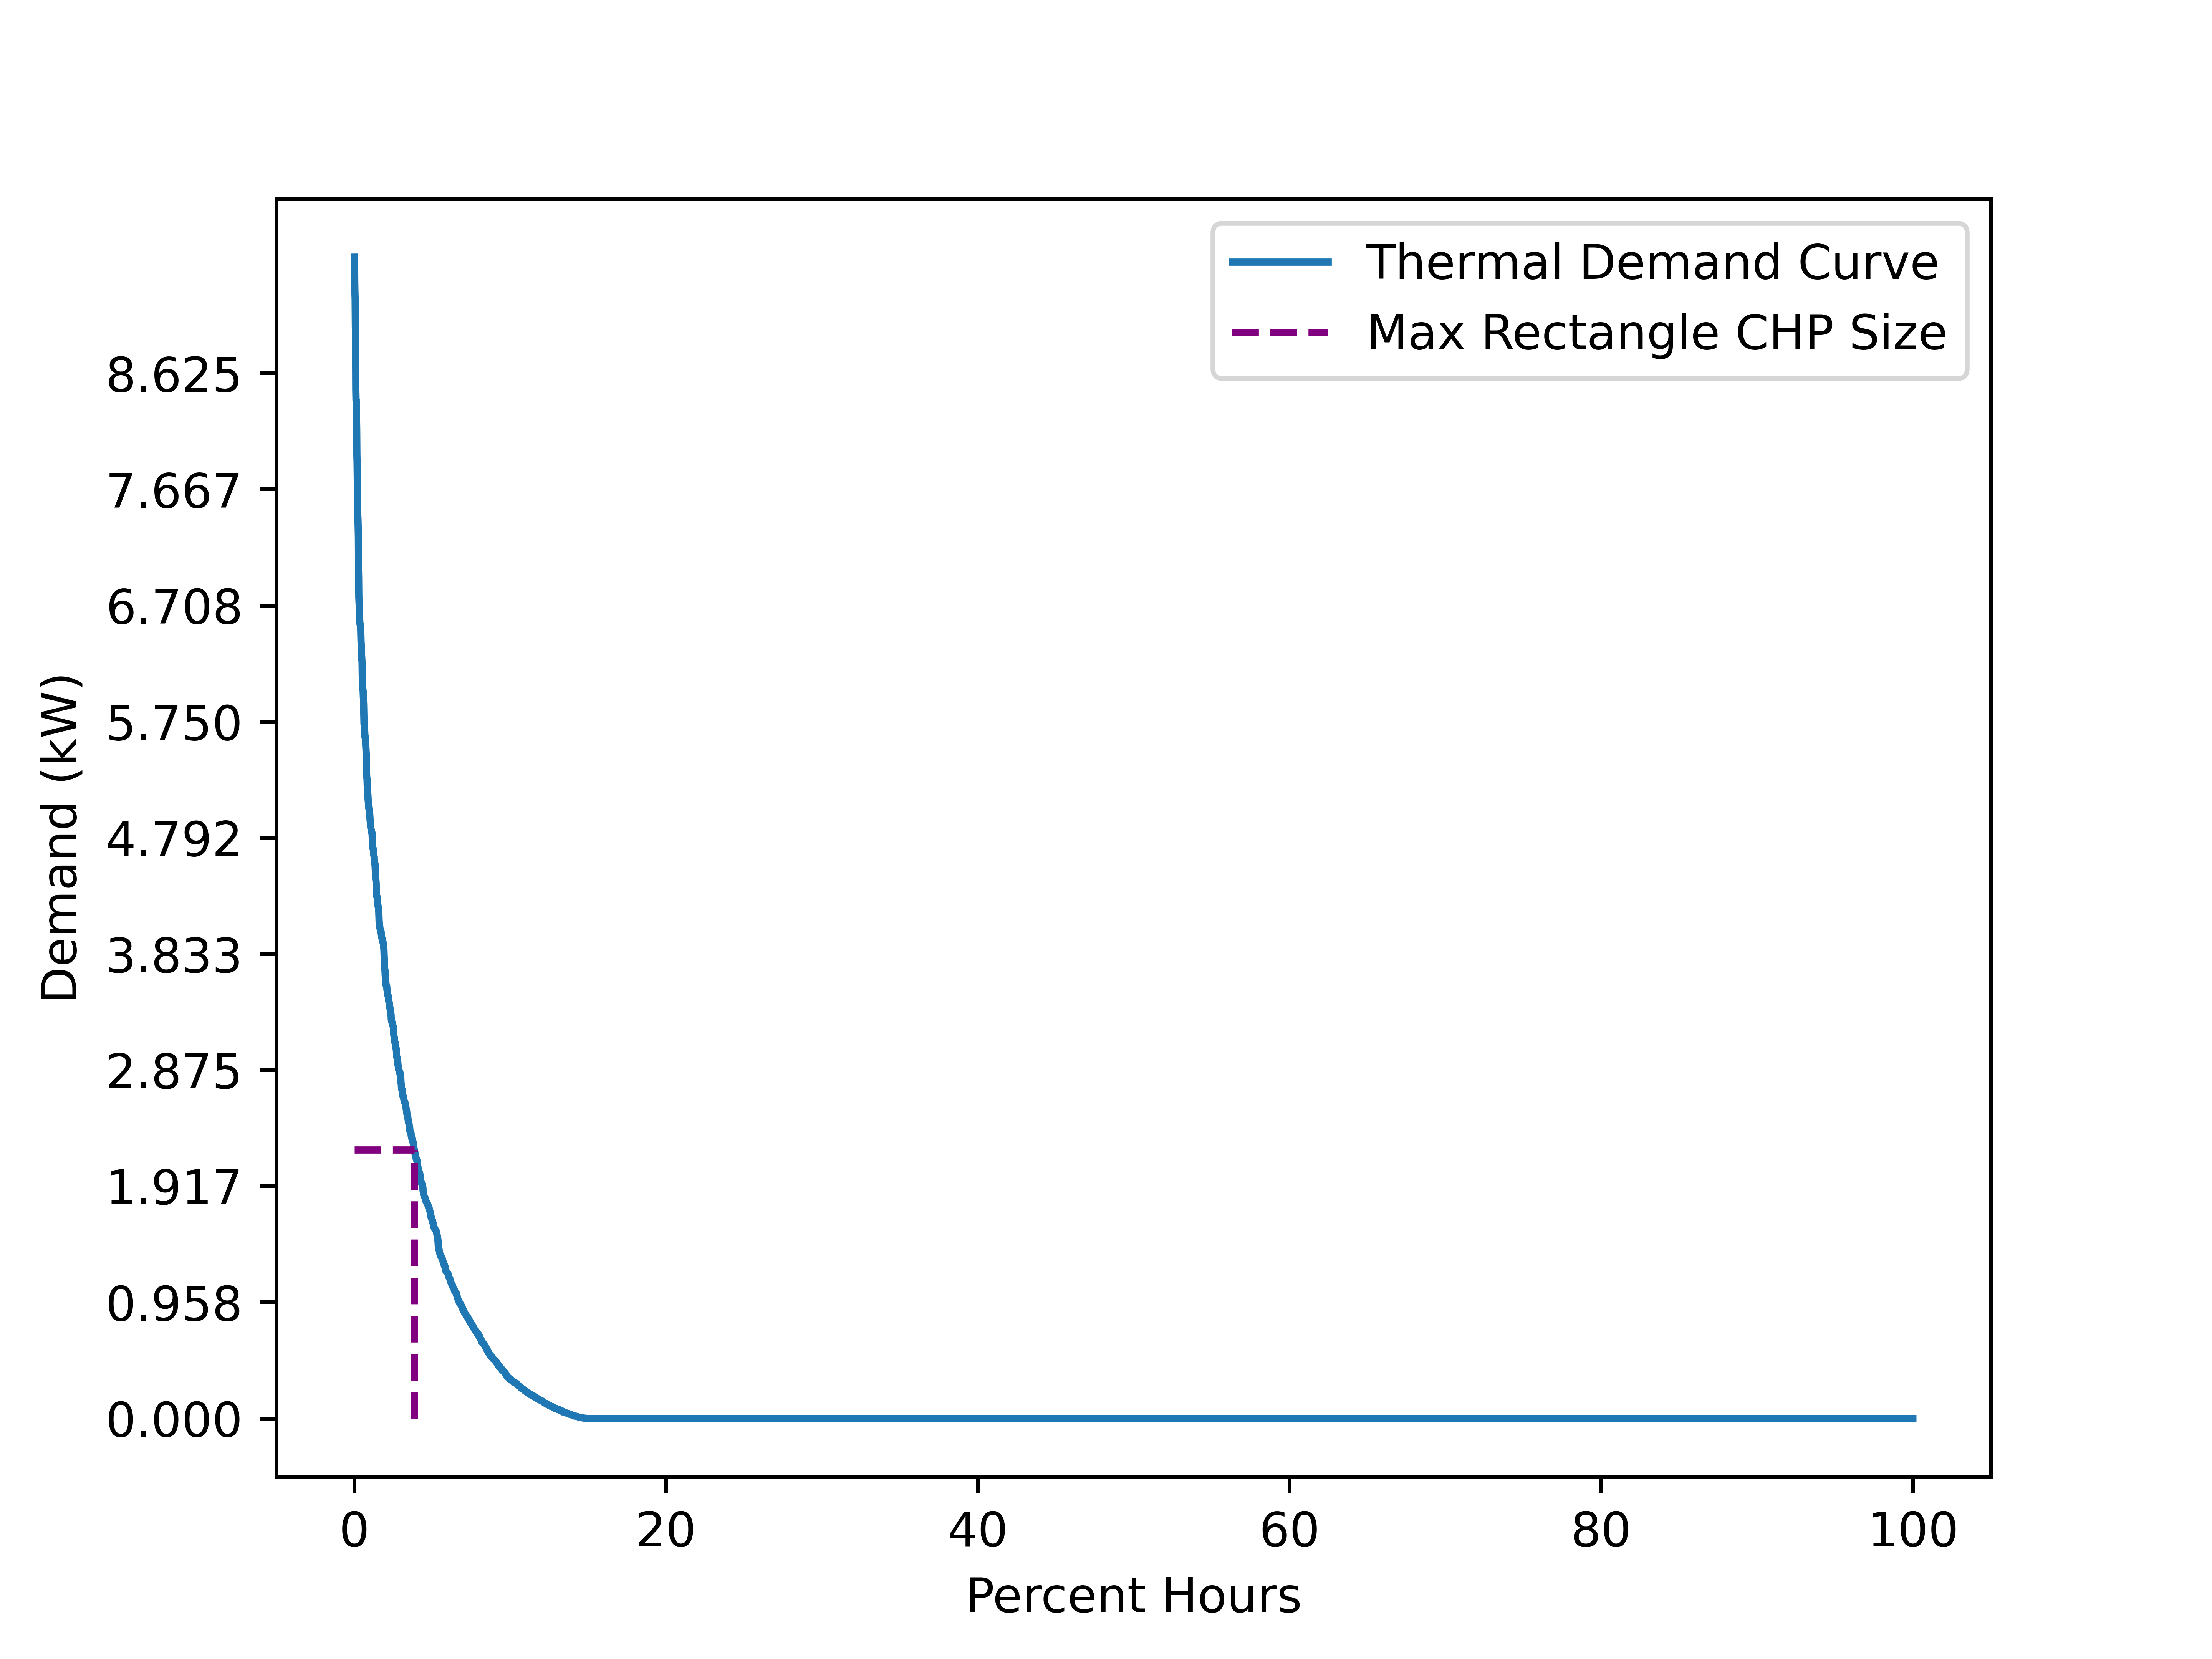 Thermal Demand Curve
Max Rectangle CHP Size
8.625
7.667
6.708
5.750
4.792
3.833
2.875
1.917
0.958
0.000
Demand (kW)
0 20 40 60 80 100
Percent Hours